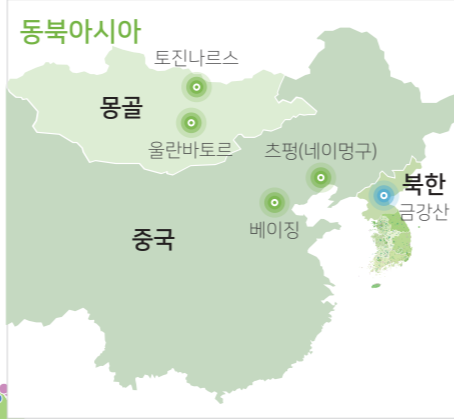 동북아시아
토진나르스
몽골
울란바토르
츠펑(네이멍구)
북한
금강산
베이징
중국